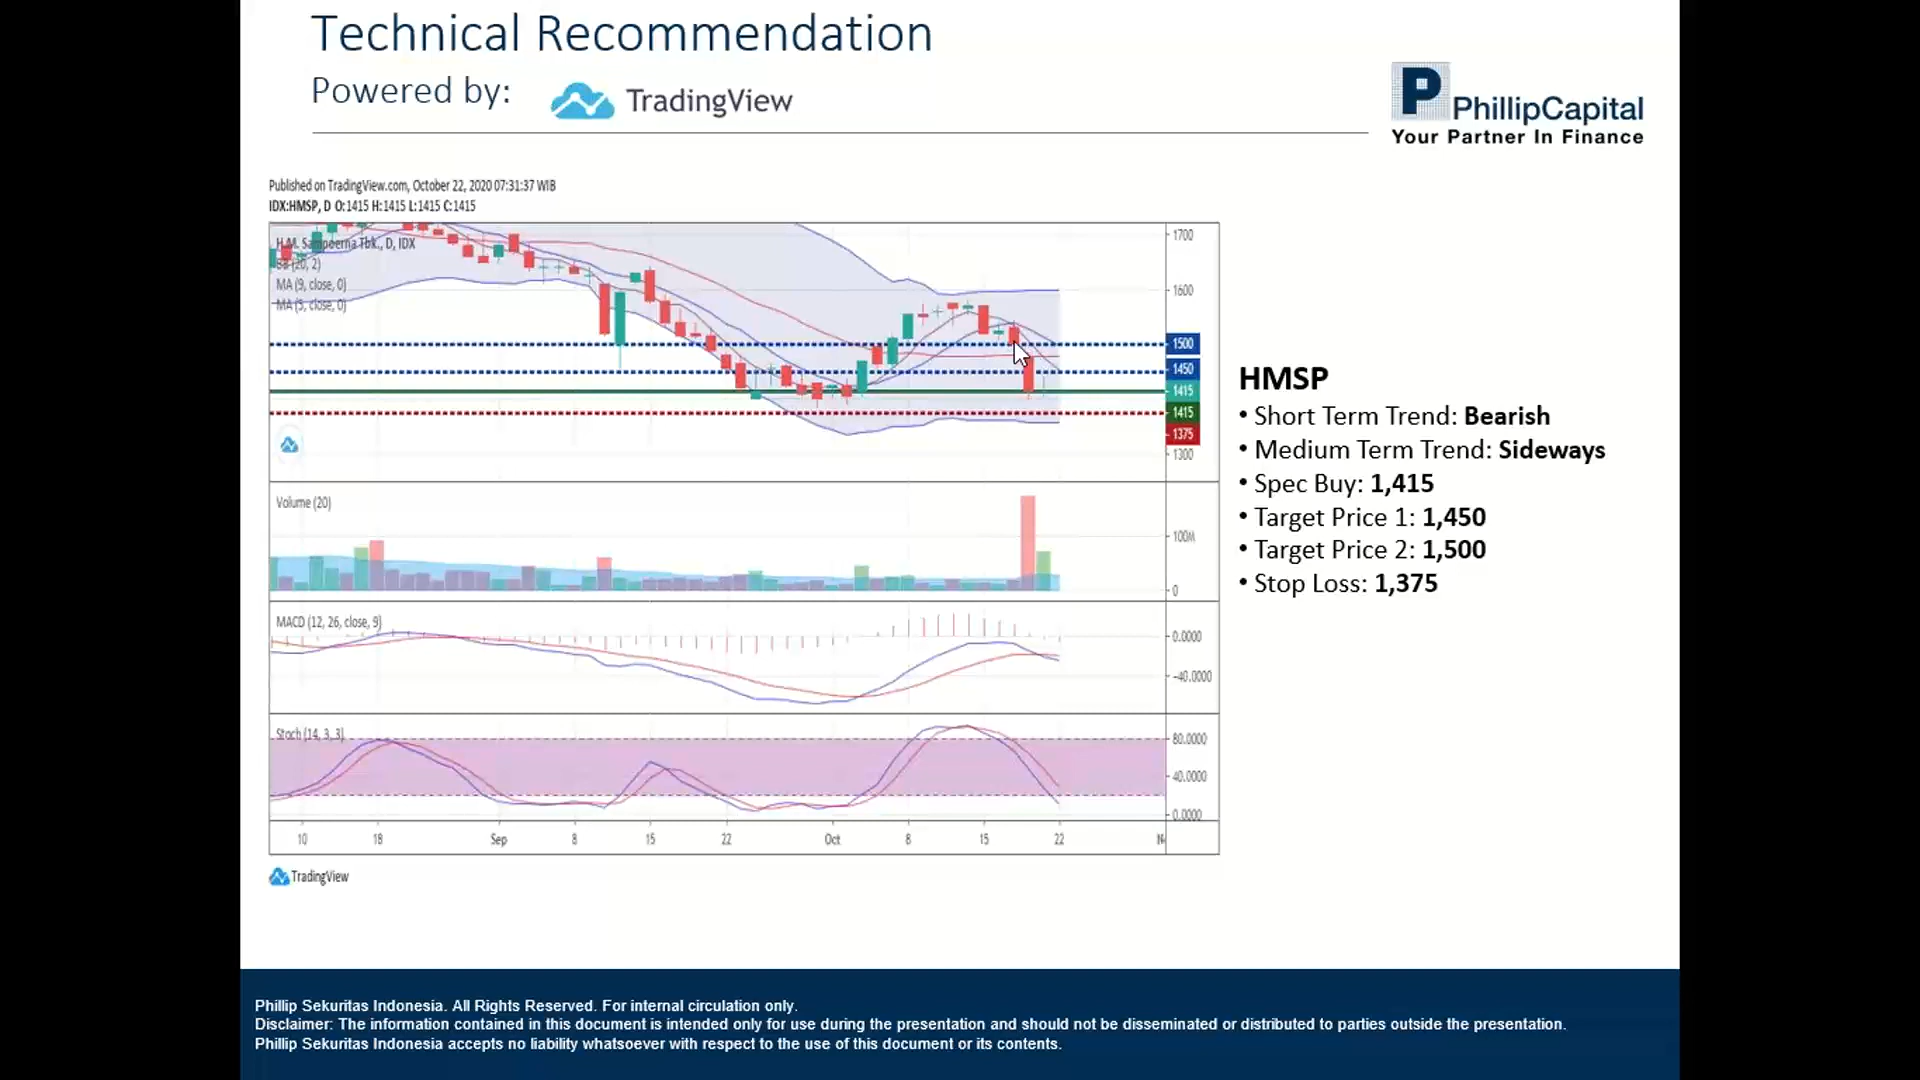 Technical Recommendation
Powered by:
TradingView
P
PhillipCapital
Your Partner In Finance
Published on TradingView.com, October 22, 2020 07:31:37 WIB
IDX:HMSP, D O:1415 H:1415 L:1415 C:1415
H.M. Sampoerna Tbk., D, IDX
BB (20, 2)
MA (9, close, 0)
MA (5, close, 0)
1700
1600
1500
1450
1415
1415
1375
1300
HMSP
• Short Term Trend: Bearish
• Medium Term Trend: Sideways
• Spec Buy: 1,415
• Target Price 1: 1,450
• Target Price 2: 1,500
• Stop Loss: 1,375
Volume (20)
100M
0
MACD (12, 26, close, 9)
0.0000
-40.0000
Stoch (14, 3, 3)
80.0000
40.0000
0.0000
10 18 Sep 8 15 22 Oct 8 15 22
TradingView
Phillip Sekuritas Indonesia. All Rights Reserved. For internal circulation only.
Disclaimer: The information contained in this document is intended only for use during the presentation and should not be disseminated or distributed to parties outside the presentation.
Phillip Sekuritas Indonesia accepts no liability whatsoever with respect to the use of this document or its contents.